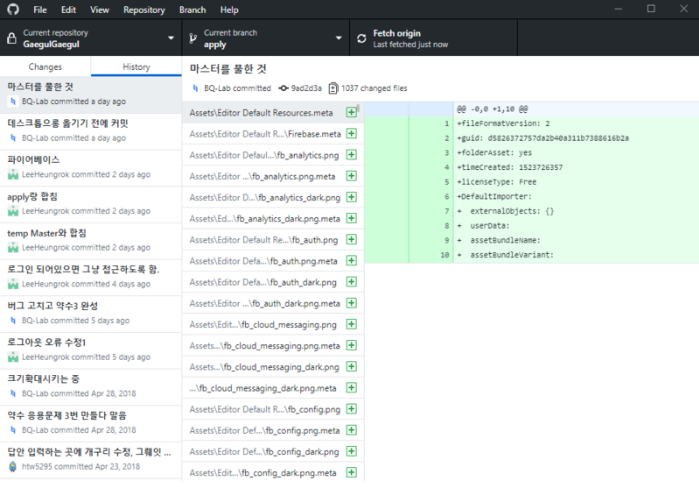 File Edit View Repository Branch Help
Current repository
GaegulGaegul
Current branch
apply
Fetch origin
Last fetched just now
Changes
History
마스터를 풀한 것
BQ-Lab committed a day ago
데스크톱으롱 옮기기 전에 커밋
BQ-Lab committed a day ago
파이어베이스
LeeHeungrok committed 2 days ago
apply랑 합침
LeeHeungrok committed 2 days ago
temp Master와 합침
LeeHeungrok committed 2 days ago
로그인 되어있으면 그냥 접근하도록 함.
LeeHeungrok committed 4 days ago
버그 고치고 약수3 완성
BQ-Lab committed 5 days ago
로그아웃 오류 수정1
LeeHeungrok committed 5 days ago
크기확대시키는 중
BQ-Lab committed Apr 28, 2018
약수 응용문제 3번 만들다 말음
BQ-Lab committed Apr 28, 2018
답안 입력하는 곳에 개구리 수정, 그퀘잇 ...
htw5295 committed Apr 23, 2018
마스터를 풀한 것
BQ-Lab committed 9ad2d3a 1037 changed files
Assets\Editor Default Resources.meta
Assets\Editor Default R...\Firebase.meta
Assets\Editor Defaul...\fb_analytics.png
Assets\Editor ...\fb_analytics.png.meta
Assets\Editor D...\fb_analytics_dark.png
Assets\Ed...\fb_analytics_dark.png.meta
Assets\Editor Default Re...\fb_auth.png
Assets\Editor Defa...\fb_auth.png.meta
Assets\Editor Defa...\fb_auth_dark.png
Assets\Editor ...\fb_auth_dark.png.meta
Assets\Edit...\fb_cloud_messaging.png
Assets\...\fb_cloud_messaging.png.meta
Assets\...\fb_cloud_messaging_dark.png
...\fb_cloud_messaging_dark.png.meta
Assets\Editor Default R...\fb_config.png
Assets\Editor Def...\fb_config.png.meta
Assets\Editor Def...\fb_config_dark.png
Assets\Edit...\fb_config_dark.png.meta
@@ -0,0 +1,10 @@
1 +fileFormatVersion: 2
2 +guid: d5826372757da2b40a311b7388616b2a
3 +folderAsset: yes
4 +timeCreated: 1523726357
5 +licenseType: Free
6 +DefaultImporter:
7 + externalObjects: {}
8 + userData:
9 + assetBundleName:
10 + assetBundleVariant: